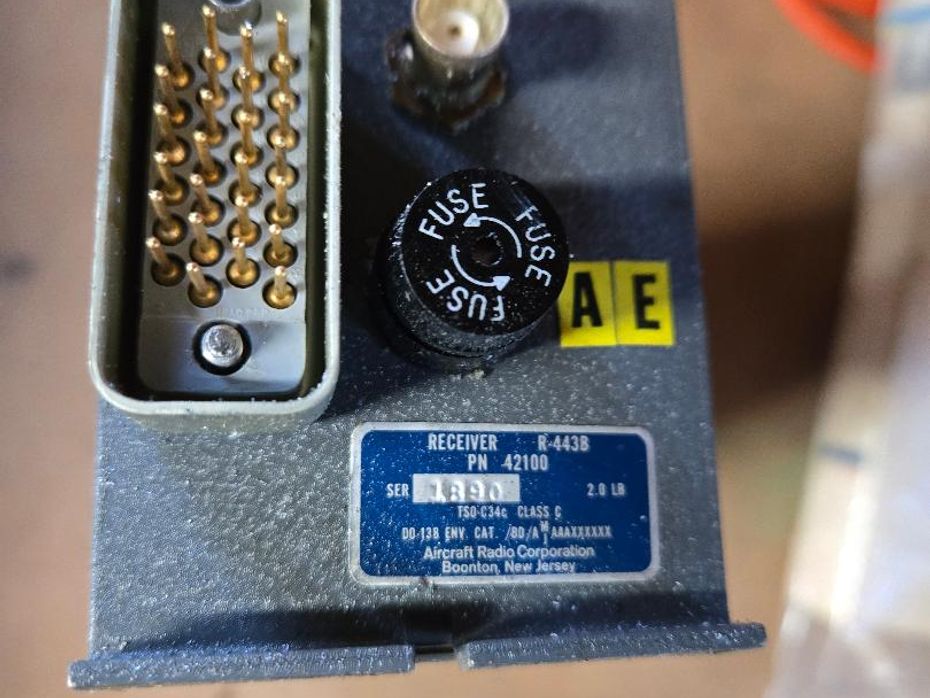 FUSE
FUSE
FUSE
A E
RECEIVER R-443B
PN 42100
SER 1890 2.0 LB
TSO-C34c CLASS C
DO-138 ENV. CAT. /BD/A M/I AAAXXXXXX
Aircraft Radio Corporation
Boonton, New Jersey